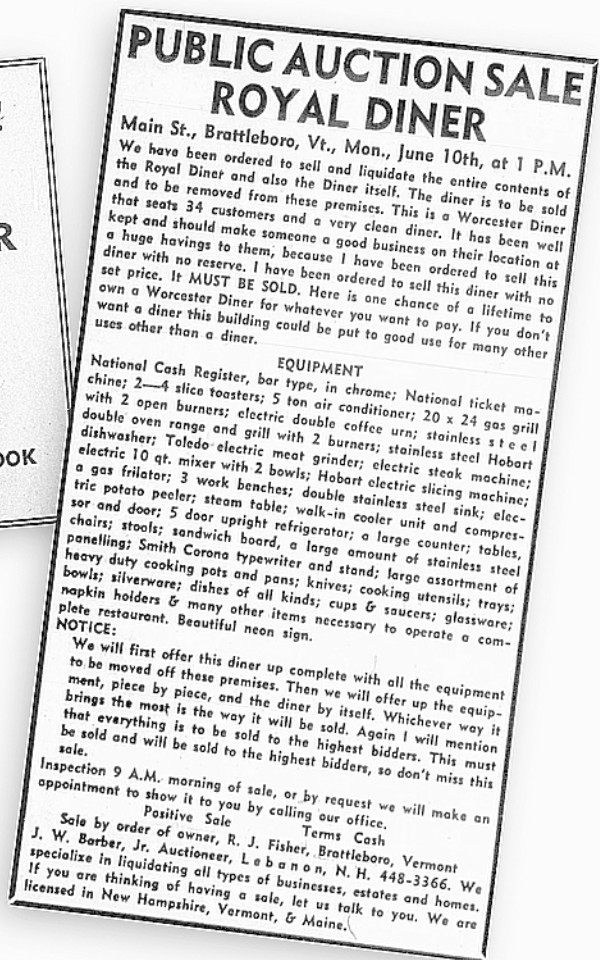 R
OOK
PUBLIC AUCTION SALE
ROYAL DINER
Main St., Brattleboro, Vt., Mon., June 10th, at 1 P.M.
We have been ordered to sell and liquidate the entire contents of
the Royal Diner and also the Diner itself. The diner is to be sold
and to be removed from these premises. This is a Worcester Diner
that seats 34 customers and a very clean diner. It has been well
kept and should make someone a good business on their location at
a huge havings to them, because I have been ordered to sell this
diner with no reserve. I have been ordered to sell this diner with no
set price. It MUST BE SOLD. Here is one chance of a lifetime to
own a Worcester Diner for whatever you want to pay. If you don't
want a diner this building could be put to good use for many other
uses other than a diner.
EQUIPMENT
National Cash Register, bar type, in chrome; National ticket ma-
chine; 2—4 slice toasters; 5 ton air conditioner; 20 x 24 gas grill
with 2 open burners; electric double coffee urn; stainless steel
double oven range and grill with 2 burners; stainless steel Hobart
dishwasher; Toledo electric meat grinder; electric steak machine;
electric 10 qt. mixer with 2 bowls; Hobart electric slicing machine;
a gas frilator; 3 work benches; double stainless steel sink; elec-
tric potato peeler; steam table; walk-in cooler unit and compres-
sor and door; 5 door upright refrigerator; a large counter; tables,
chairs; stools; sandwich board, a large amount of stainless steel
panelling; Smith Corona typewriter and stand; large assortment of
heavy duty cooking pots and pans; knives; cooking utensils; trays;
bowls; silverware; dishes of all kinds; cups & saucers; glassware;
napkin holders & many other items necessary to operate a com-
plete restaurant. Beautiful neon sign.
NOTICE:
We will first offer this diner up complete with all the equipment
to be moved off these premises. Then we will offer up the equip-
ment, piece by piece, and the diner by itself. Whichever way it
brings the most is the way it will be sold. Again I will mention
that everything is to be sold to the highest bidders. This must
be sold and will be sold to the highest bidders, so don't miss this
sale.
Inspection 9 A.M. morning of sale, or by request we will make an
appointment to show it to you by calling our office.
Positive Sale Terms Cash
Sale by order of owner, R. J. Fisher, Brattleboro, Vermont
J. W. Barber, Jr. Auctioneer, Lebanon, N. H. 448-3366. We
specialize in liquidating all types of businesses, estates and homes.
If you are thinking of having a sale, let us talk to you. We are
licensed in New Hampshire, Vermont, & Maine.